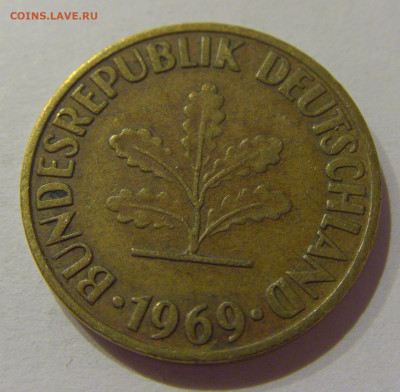 COINS.LAVE.RU
BUNDESREPUBLIK DEUTSCHLAND
·1969·